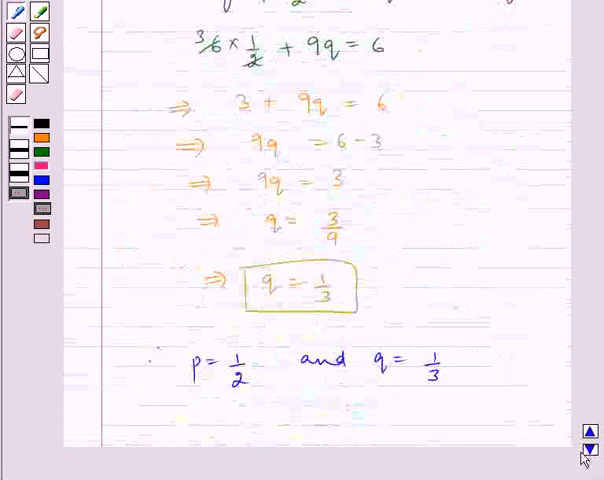 6 × 1/2 + 9q = 6
⇒ 3 + 9q = 6
⇒ 9q = 6 - 3
⇒ 9q = 3
⇒ q = 3/9
⇒ q = 1/3
∴ p = 1/2 and q = 1/3